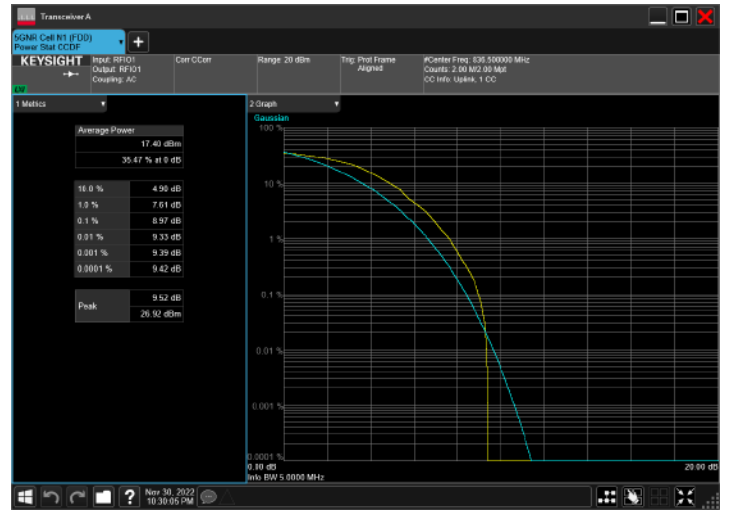 Transceiver A
5GNR Cell N1 (FDD)
Power Stat CCDF
KEYSIGHT
Input: RFIO1
Output: RFIO1
Coupling: AC
Corr CCorr
Range: 20 dBm
Trig: Prot Frame
Aligned
#Center Freq: 836.500000 MHz
Counts: 2.00 M/2.00 Mpt
CC Info: Uplink, 1 CC
1 Metrics
Average Power
17.40 dBm
35.47 % at 0 dB
10.0 % 4.90 dB
1.0 % 7.61 dB
0.1 % 8.97 dB
0.01 % 9.33 dB
0.001 % 9.39 dB
0.0001 % 9.42 dB
Peak 9.52 dB
26.92 dBm
2 Graph
Gaussian
100 %
10 %
1 %
0.1 %
0.01 %
0.001 %
0.0001 %
0.00 dB
20.00 dB
Info BW 5.0000 MHz
?
Nov 30, 2022
10:30:05 PM